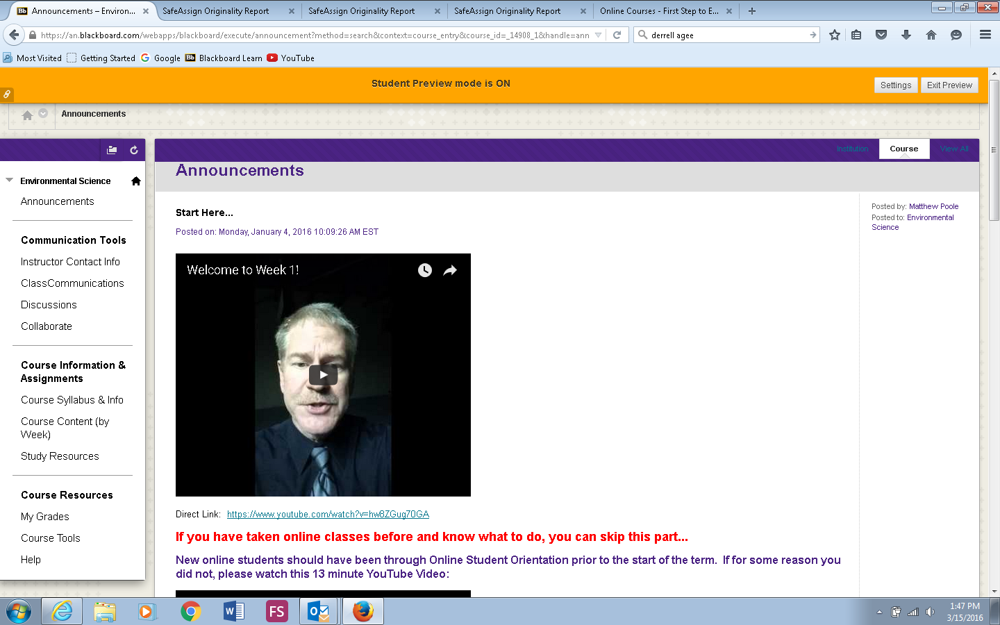 Announcements – Environ...
SafeAssign Originality Report
SafeAssign Originality Report
SafeAssign Originality Report
Online Courses - First Step to E...
https://an.blackboard.com/webapps/blackboard/execute/announcement?method=search&context=course_entry&course_id=_14908_1&handle=ann
derrell agee
Most Visited
Getting Started
Google
Blackboard Learn
YouTube
Student Preview mode is ON
Settings
Exit Preview
Announcements
Institution
Course
View All
Environmental Science
Announcements
Communication Tools
Instructor Contact Info
ClassCommunications
Discussions
Collaborate
Course Information &
Assignments
Course Syllabus & Info
Course Content (by
Week)
Study Resources
Course Resources
My Grades
Course Tools
Help
Announcements
Start Here...
Posted on: Monday, January 4, 2016 10:09:26 AM EST
Posted by: Matthew Poole
Posted to: Environmental
Science
Welcome to Week 1!
Direct Link: https://www.youtube.com/watch?v=hw8ZGug70GA
If you have taken online classes before and know what to do, you can skip this part...
New online students should have been through Online Student Orientation prior to the start of the term. If for some reason you
did not, please watch this 13 minute YouTube Video:
FS
1:47 PM
3/15/2016